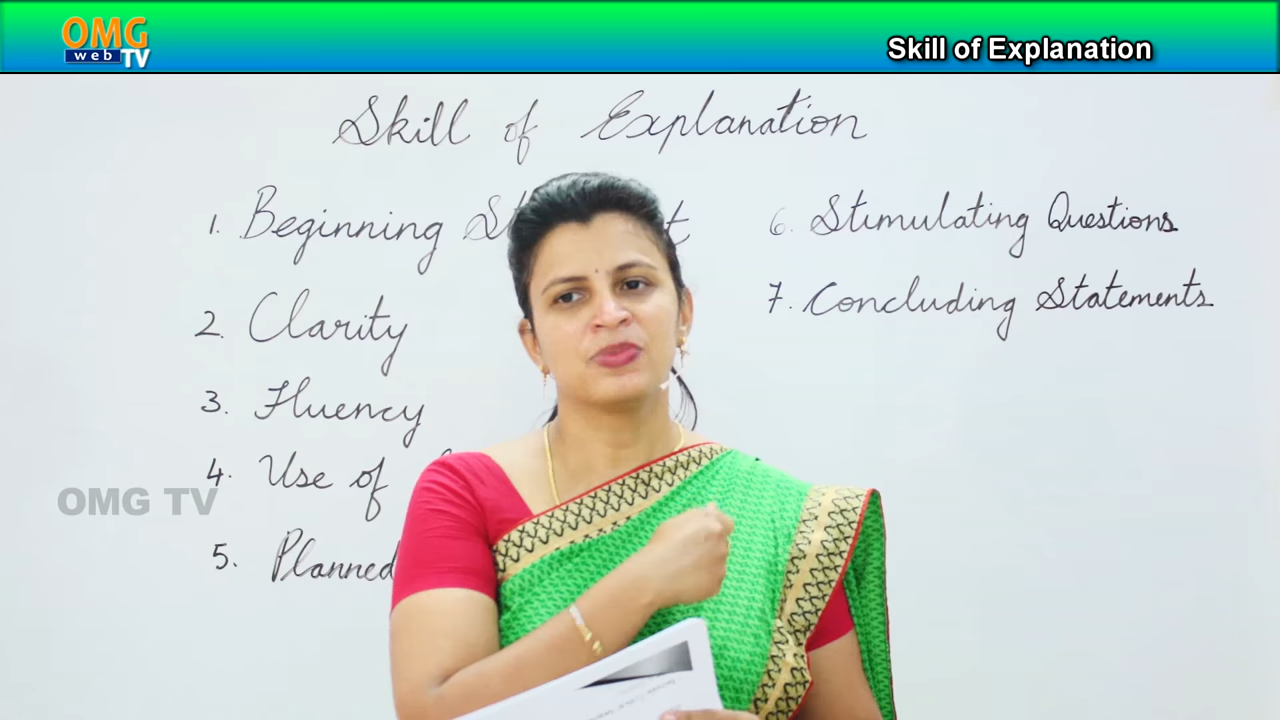 OMG
web TV
Skill of Explanation
Skill of Explanation
1. Beginning
2. Clarity
3. Fluency
4. Use of
5. Planned
6. Stimulating Questions
7. Concluding Statements
OMG TV